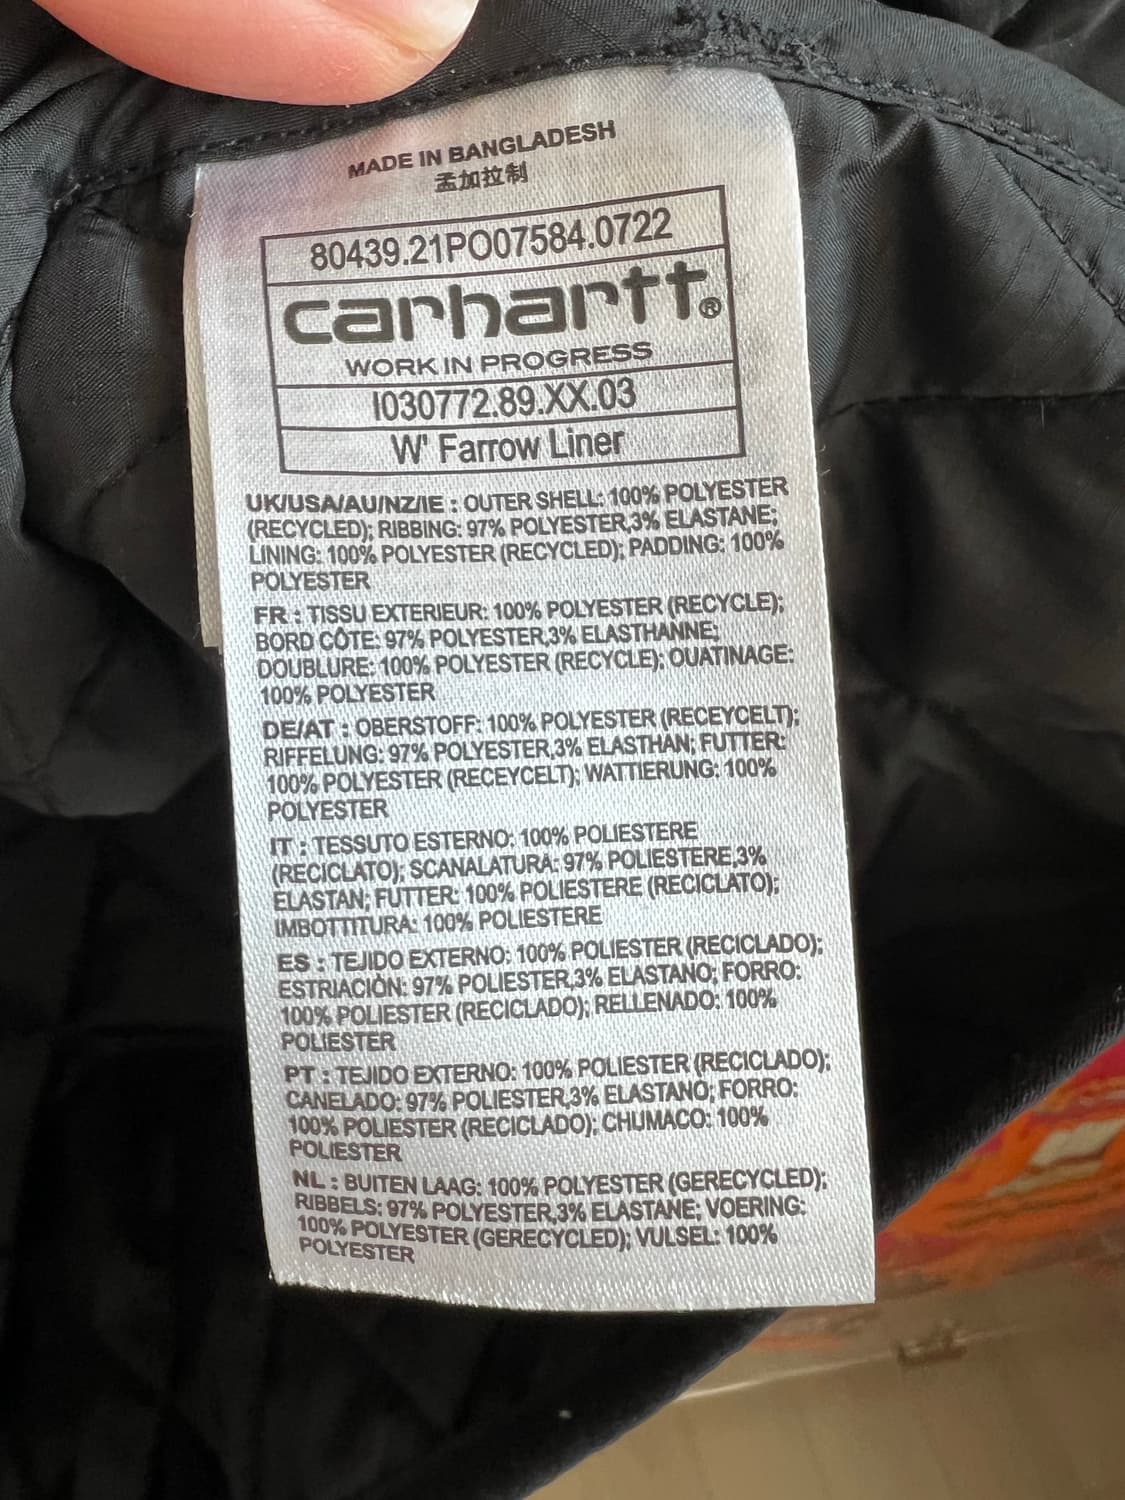 MADE IN BANGLADESH
孟加拉制
80439.21PO07584.0722
carhartt®
WORK IN PROGRESS
I030772.89.XX.03
W' Farrow Liner
UK/USA/AU/NZ/IE : OUTER SHELL: 100% POLYESTER
(RECYCLED); RIBBING: 97% POLYESTER,3% ELASTANE;
LINING: 100% POLYESTER (RECYCLED); PADDING: 100%
POLYESTER
FR : TISSU EXTERIEUR: 100% POLYESTER (RECYCLE);
BORD CÔTE: 97% POLYESTER,3% ELASTHANNE;
DOUBLURE: 100% POLYESTER (RECYCLE); OUATINAGE:
100% POLYESTER
DE/AT : OBERSTOFF: 100% POLYESTER (RECEYCELT);
RIFFELUNG: 97% POLYESTER,3% ELASTHAN; FUTTER:
100% POLYESTER (RECEYCELT); WATTIERUNG: 100%
POLYESTER
IT : TESSUTO ESTERNO: 100% POLIESTERE
(RECICLATO); SCANALATURA: 97% POLIESTERE,3%
ELASTAN; FUTTER: 100% POLIESTERE (RECICLATO);
IMBOTTITURA: 100% POLIESTERE
ES : TEJIDO EXTERNO: 100% POLIESTER (RECICLADO);
ESTRIACIÓN: 97% POLIESTER,3% ELASTANO; FORRO:
100% POLIESTER (RECICLADO); RELLENADO: 100%
POLIESTER
PT : TEJIDO EXTERNO: 100% POLIESTER (RECICLADO);
CANELADO: 97% POLIESTER,3% ELASTANO; FORRO:
100% POLIESTER (RECICLADO); CHUMACO: 100%
POLIESTER
NL : BUITEN LAAG: 100% POLYESTER (GERECYCLED);
RIBBELS: 97% POLYESTER,3% ELASTANE; VOERING:
100% POLYESTER (GERECYCLED); VULSEL: 100%
POLYESTER